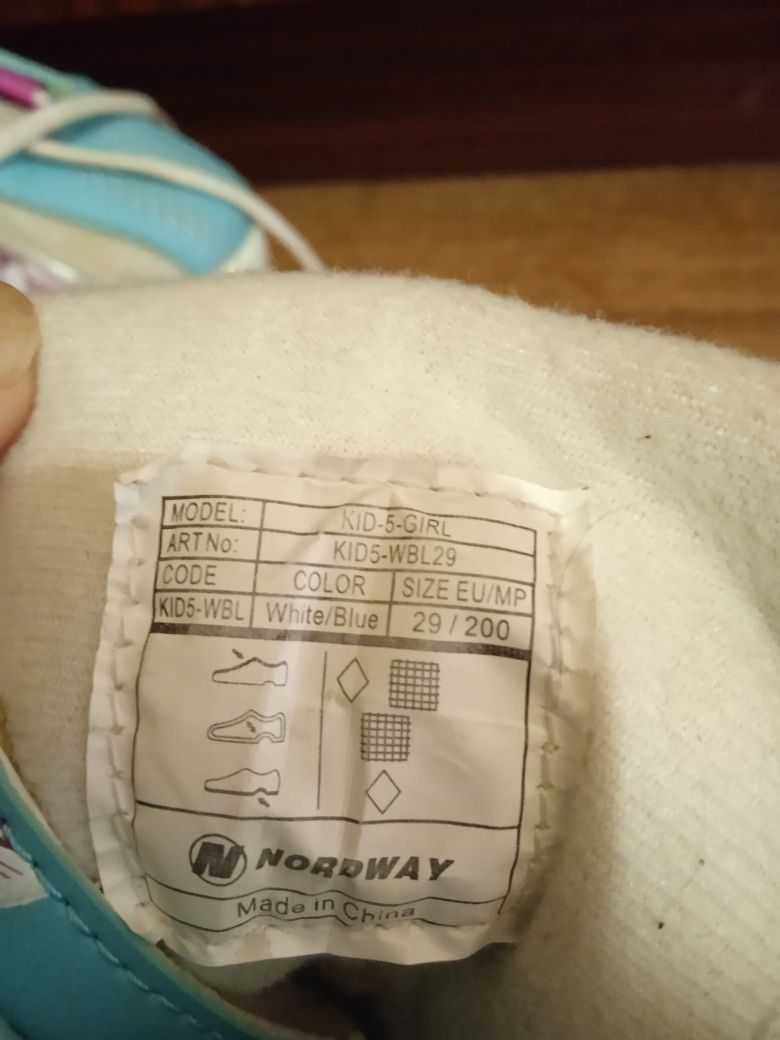 MODEL: KID-5-GIRL
ART No: KID5-WBL29
CODE COLOR SIZE EU/MP
KID5-WBL White/Blue 29 / 200
N NORDWAY
Made in China